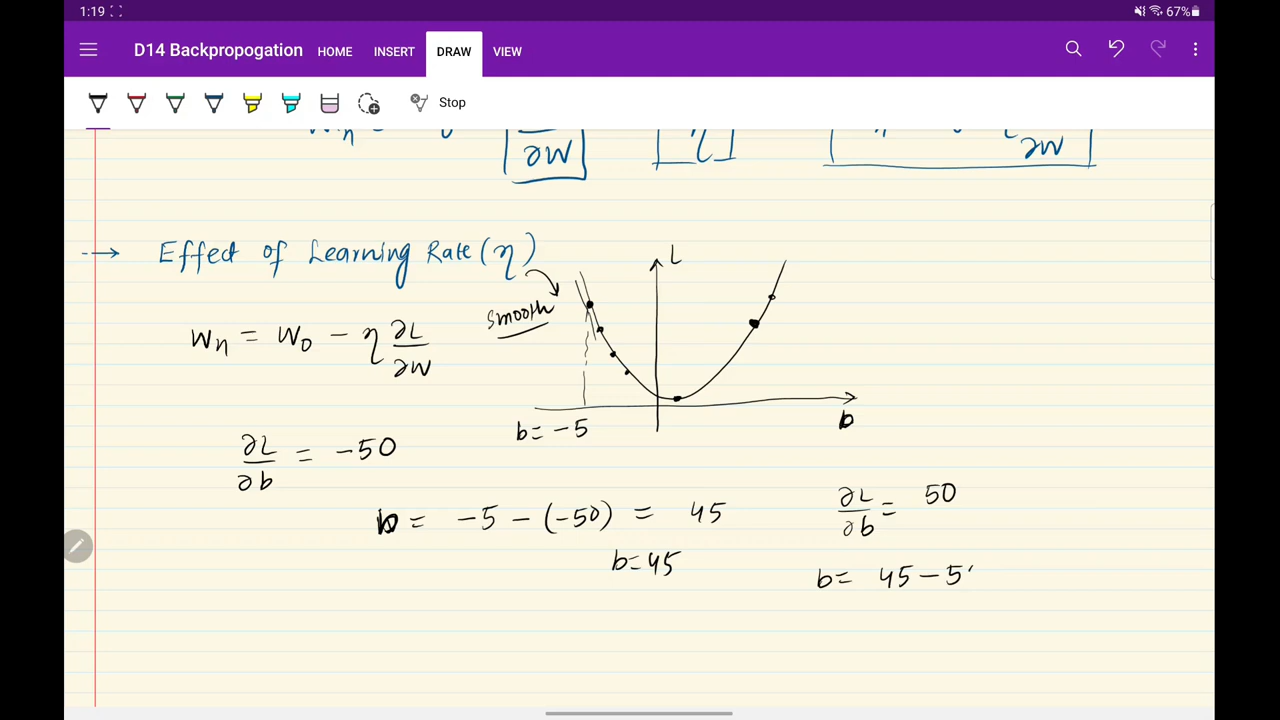 1:19
67%
D14 Backpropogation HOME INSERT DRAW VIEW
Stop
∂W η ∂W
→ Effect of Learning Rate (η)
L
smooth
Wη = W₀ − η ∂L/∂W
b = −5
b
∂L/∂b = −50
b = −5 − (−50) = 45
∂L/∂b = 50
b = 45
b = 45 − 5